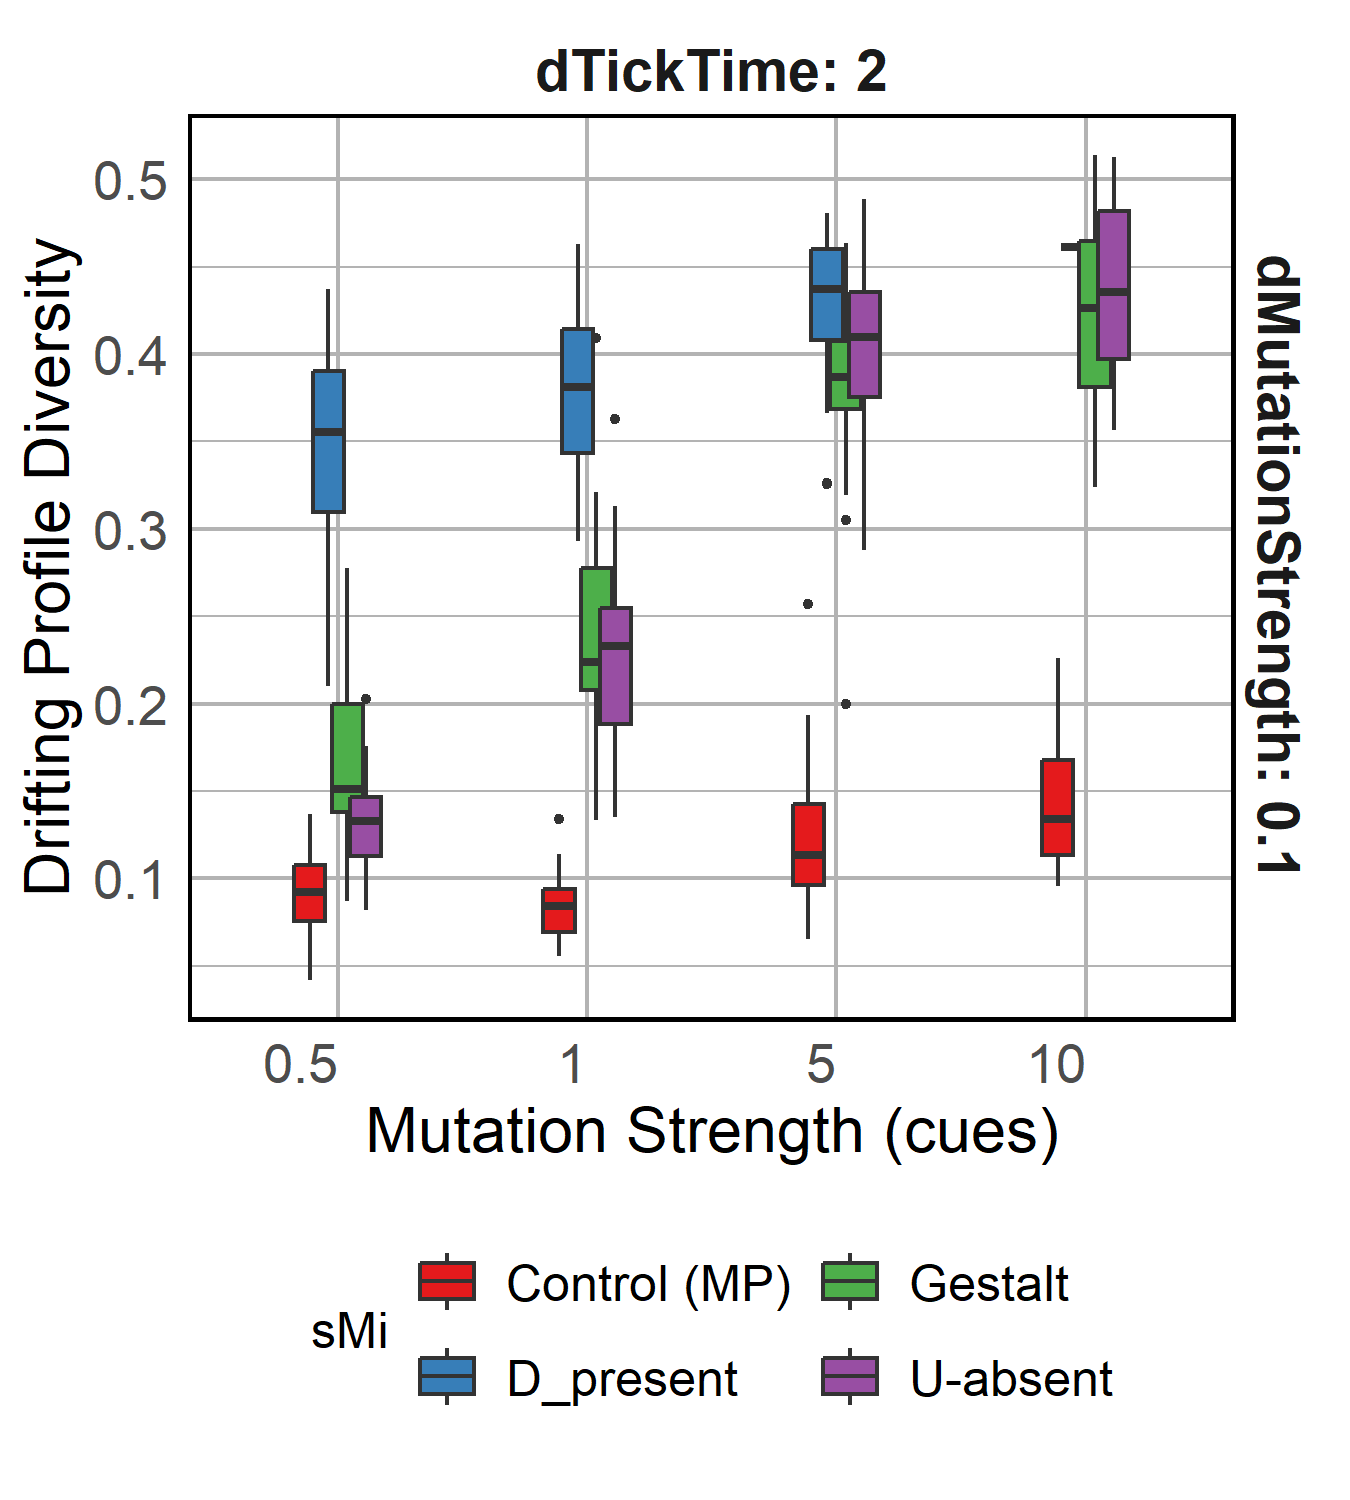 dTickTime: 2
0.5
0.4
0.3
0.2
0.1
Drifting Profile Diversity
dMutationStrength: 0.1
0.5 1 5 10
Mutation Strength (cues)
sMi
Control (MP)
Gestalt
D_present
U-absent